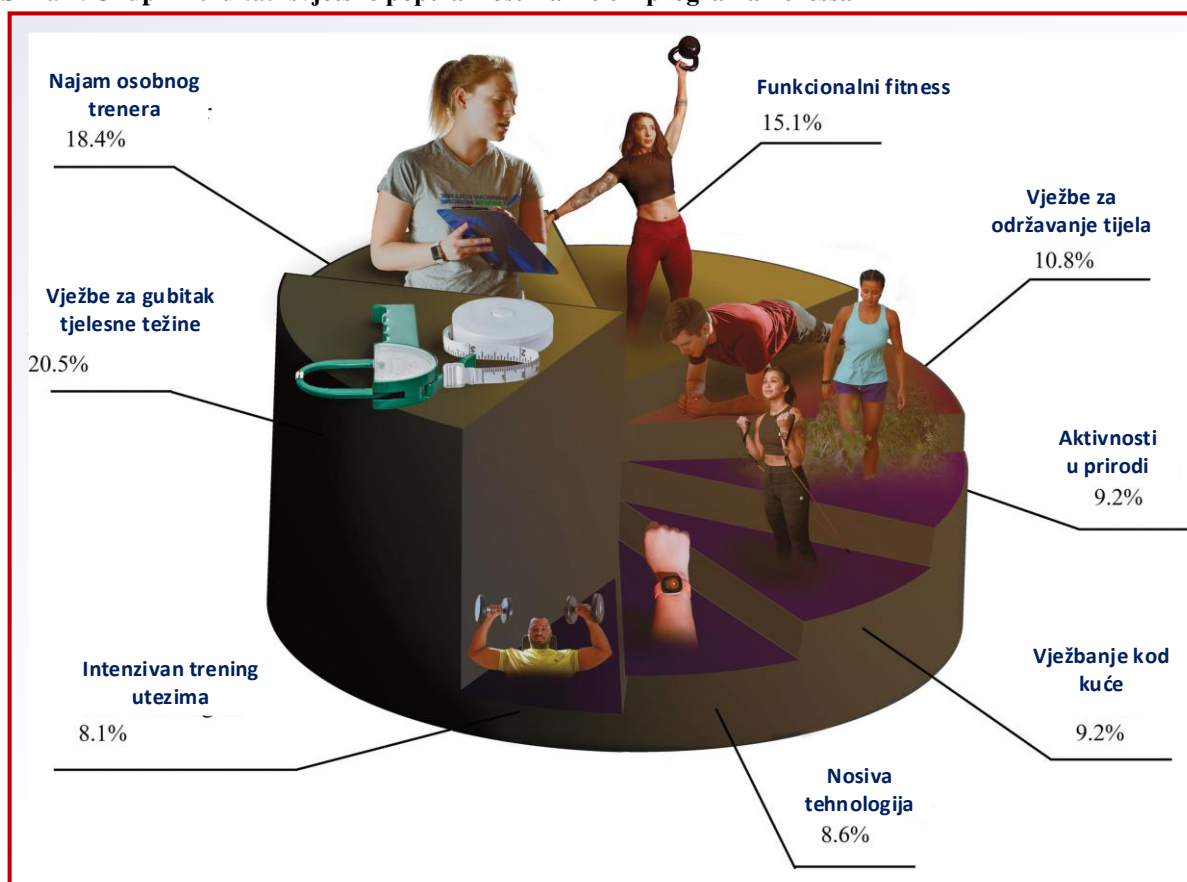 Najam osobnog
trenera
18.4%
Funkcionalni fitness
15.1%
Vježbe za
održavanje tijela
10.8%
Vježbe za gubitak
tjelesne težine
20.5%
Aktivnosti
u prirodi
9.2%
Intenzivan trening
utezima
8.1%
Vježbanje kod
kuće
9.2%
Nosiva
tehnologija
8.6%